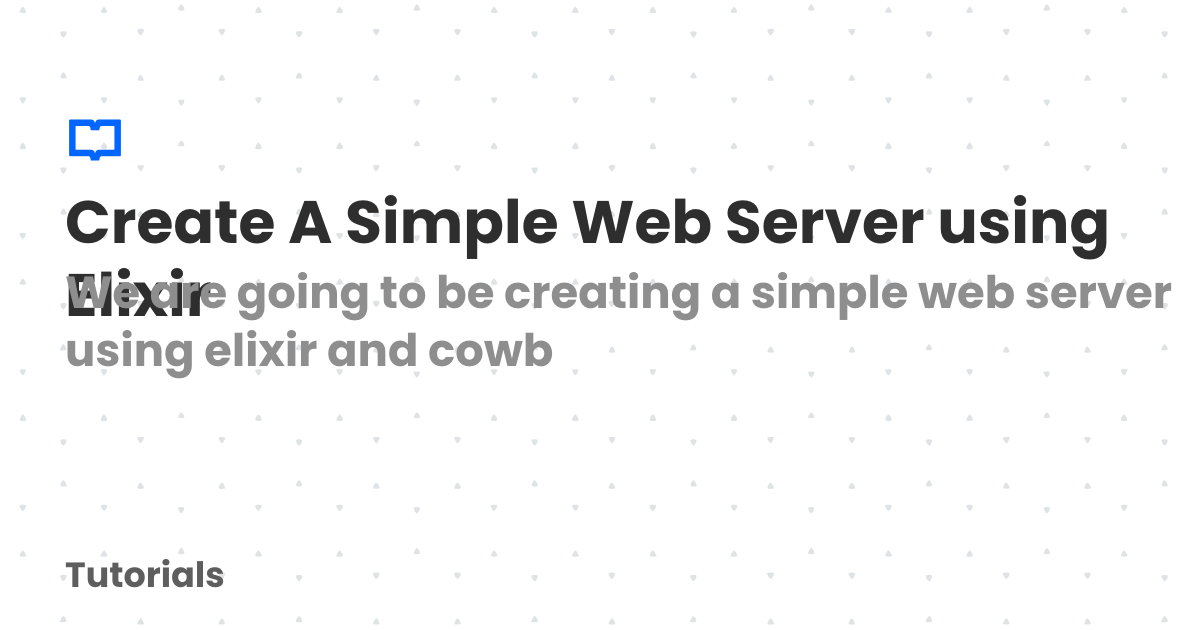 Create A Simple Web Server using
Elixir
We are going to be creating a simple web server
using elixir and cowb
Tutorials